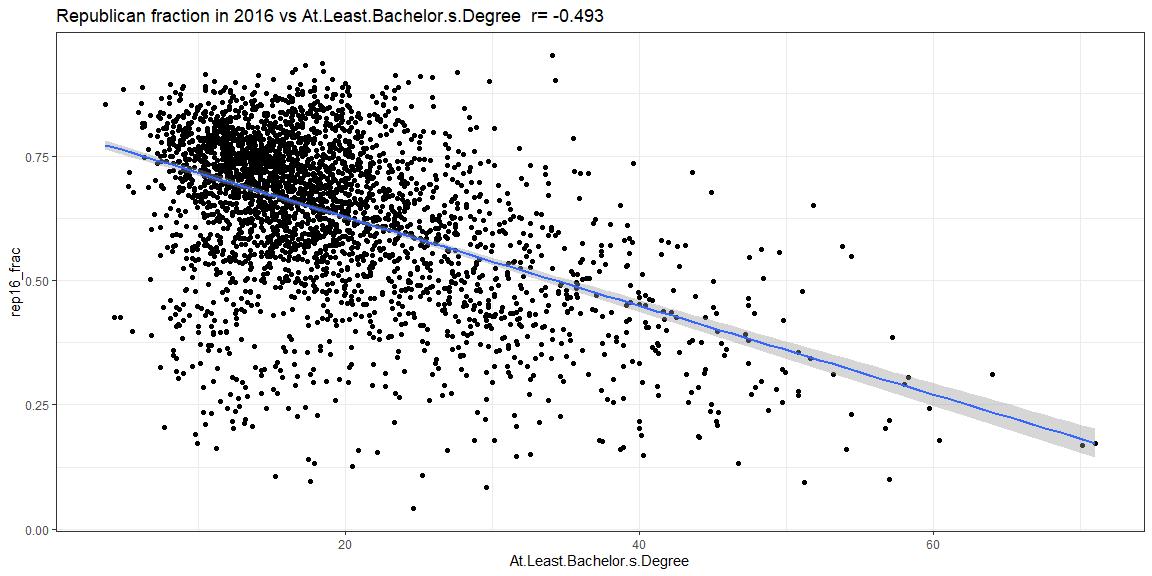 Republican fraction in 2016 vs At.Least.Bachelor.s.Degree  r= -0.493
rep16_frac
0.75
0.50
0.25
0.00
20
40
60
At.Least.Bachelor.s.Degree